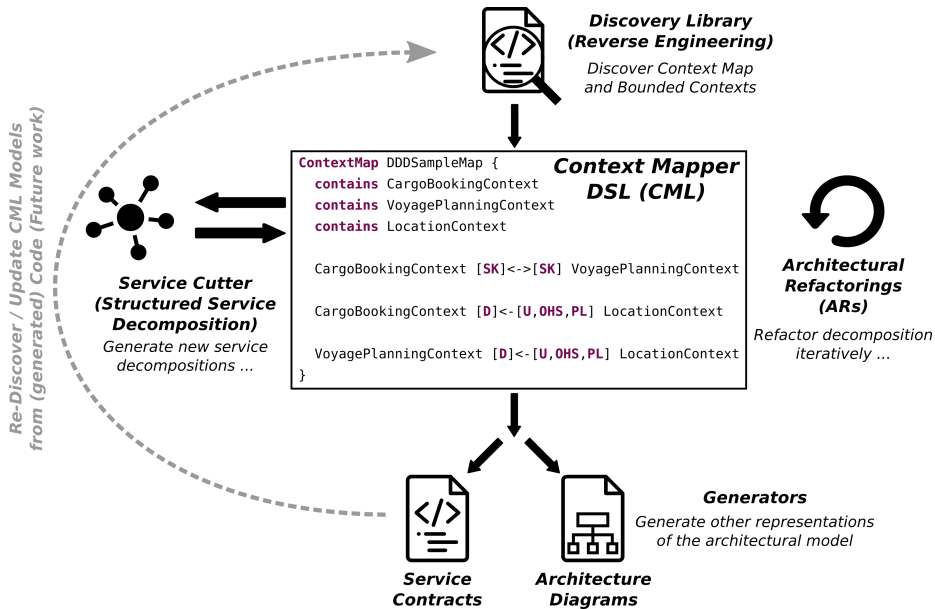 Discovery Library
(Reverse Engineering)
Discover Context Map
and Bounded Contexts
</>
Re-Discover / Update CML Models
from (generated) Code (Future work)
Context Mapper
DSL (CML)
ContextMap DDDSampleMap {
contains CargoBookingContext
contains VoyagePlanningContext
contains LocationContext
CargoBookingContext [SK]<->[SK] VoyagePlanningContext
CargoBookingContext [D]<-[U,OHS,PL] LocationContext
VoyagePlanningContext [D]<-[U,OHS,PL] LocationContext
}
Service Cutter
(Structured Service
Decomposition)
Generate new service
decompositions ...
Architectural
Refactorings
(ARs)
Refactor decomposition
iteratively ...
</>
Service
Contracts
Architecture
Diagrams
Generators
Generate other representations
of the architectural model